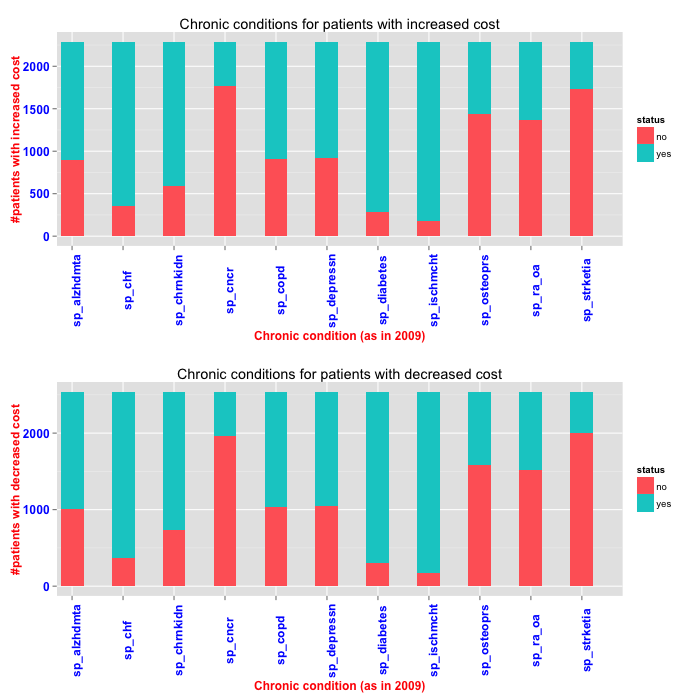 Chronic conditions for patients with increased cost
#patients with increased cost
2000
1500
1000
500
0
sp_alzhdmta
sp_chf
sp_chrnkidn
sp_cncr
sp_copd
sp_depressn
sp_diabetes
sp_ischmcht
sp_osteoprs
sp_ra_oa
sp_strketia
Chronic condition (as in 2009)
status
no
yes
Chronic conditions for patients with decreased cost
#patients with decreased cost
2000
1000
0
sp_alzhdmta
sp_chf
sp_chrnkidn
sp_cncr
sp_copd
sp_depressn
sp_diabetes
sp_ischmcht
sp_osteoprs
sp_ra_oa
sp_strketia
Chronic condition (as in 2009)
status
no
yes